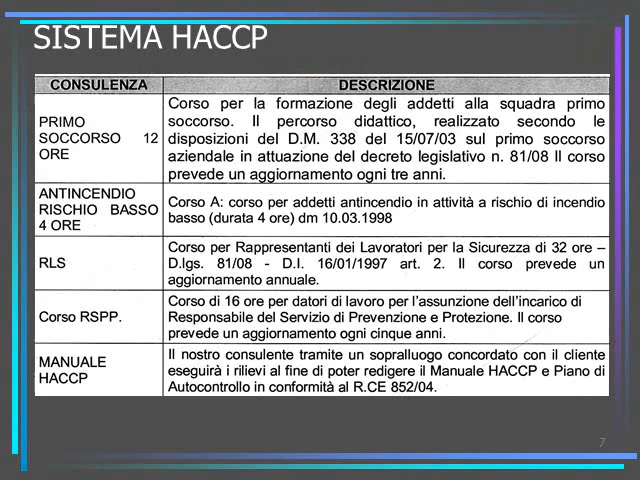 SISTEMA HACCP
CONSULENZA DESCRIZIONE
PRIMO
SOCCORSO 12
ORE
Corso per la formazione degli addetti alla squadra primo
soccorso. Il percorso didattico, realizzato secondo le
disposizioni del D.M. 338 del 15/07/03 sul primo soccorso
aziendale in attuazione del decreto legislativo n. 81/08 Il corso
prevede un aggiornamento ogni tre anni.
ANTINCENDIO
RISCHIO BASSO
4 ORE
Corso A: corso per addetti antincendio in attività a rischio di incendio
basso (durata 4 ore) dm 10.03.1998
RLS
Corso per Rappresentanti dei Lavoratori per la Sicurezza di 32 ore –
D.lgs. 81/08 - D.I. 16/01/1997 art. 2. Il corso prevede un
aggiornamento annuale.
Corso RSPP.
Corso di 16 ore per datori di lavoro per l'assunzione dell'incarico di
Responsabile del Servizio di Prevenzione e Protezione. Il corso
prevede un aggiornamento ogni cinque anni.
MANUALE
HACCP
Il nostro consulente tramite un sopralluogo concordato con il cliente
eseguirà i rilievi al fine di poter redigere il Manuale HACCP e Piano di
Autocontrollo in conformità al R.CE 852/04.
7